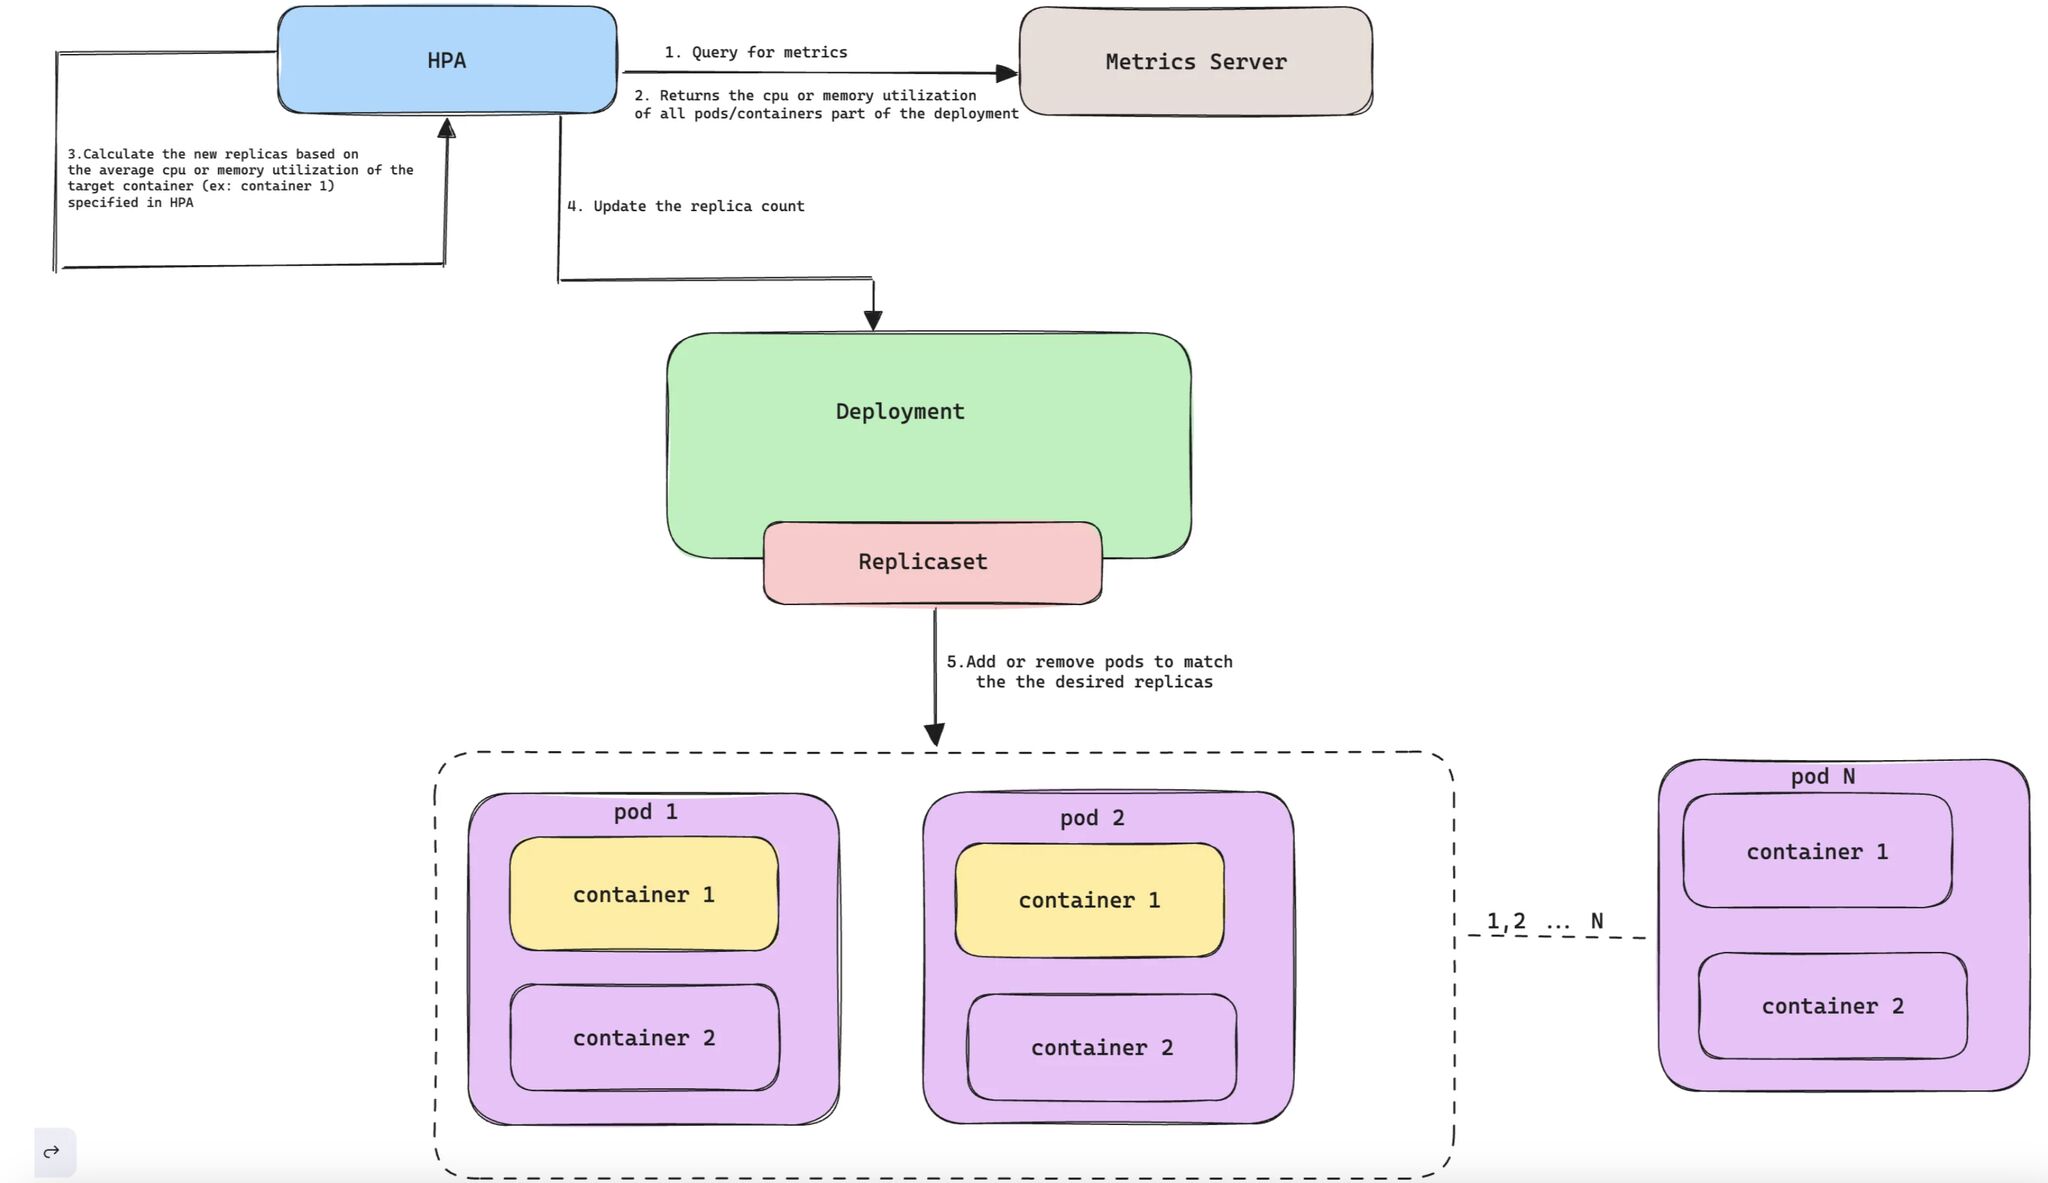 HPA
1. Query for metrics
Metrics Server
2. Returns the cpu or memory utilization
of all pods/containers part of the deployment
3.Calculate the new replicas based on
the average cpu or memory utilization of the
target container (ex: container 1)
specified in HPA
4. Update the replica count
Deployment
Replicaset
5.Add or remove pods to match
the the desired replicas
pod 1
container 1
container 2
pod 2
container 1
container 2
1,2 ... N
pod N
container 1
container 2